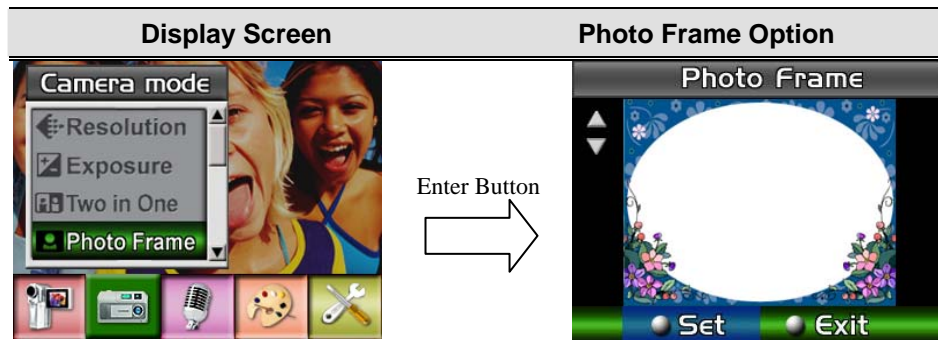 Display Screen
Photo Frame Option
Camera mode
Resolution
Exposure
Two in One
Photo Frame
Enter Button
Photo Frame
Set
Exit